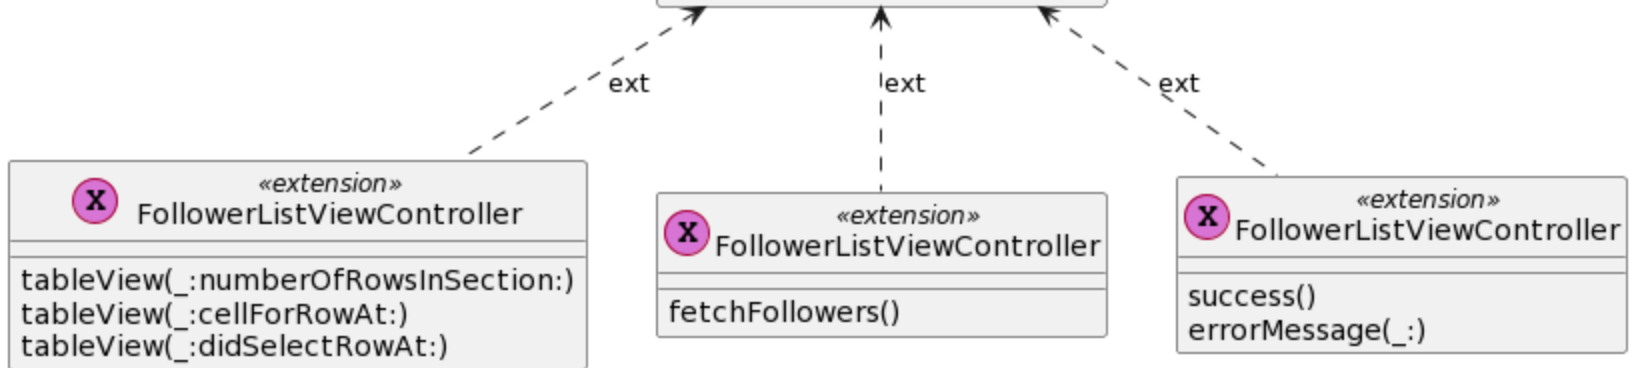 ext
ext
ext
«extension»
X
FollowerListViewController
tableView(_:numberOfRowsInSection:)
tableView(_:cellForRowAt:)
tableView(_:didSelectRowAt:)
«extension»
X
FollowerListViewController
fetchFollowers()
«extension»
X
FollowerListViewController
success()
errorMessage(_:)